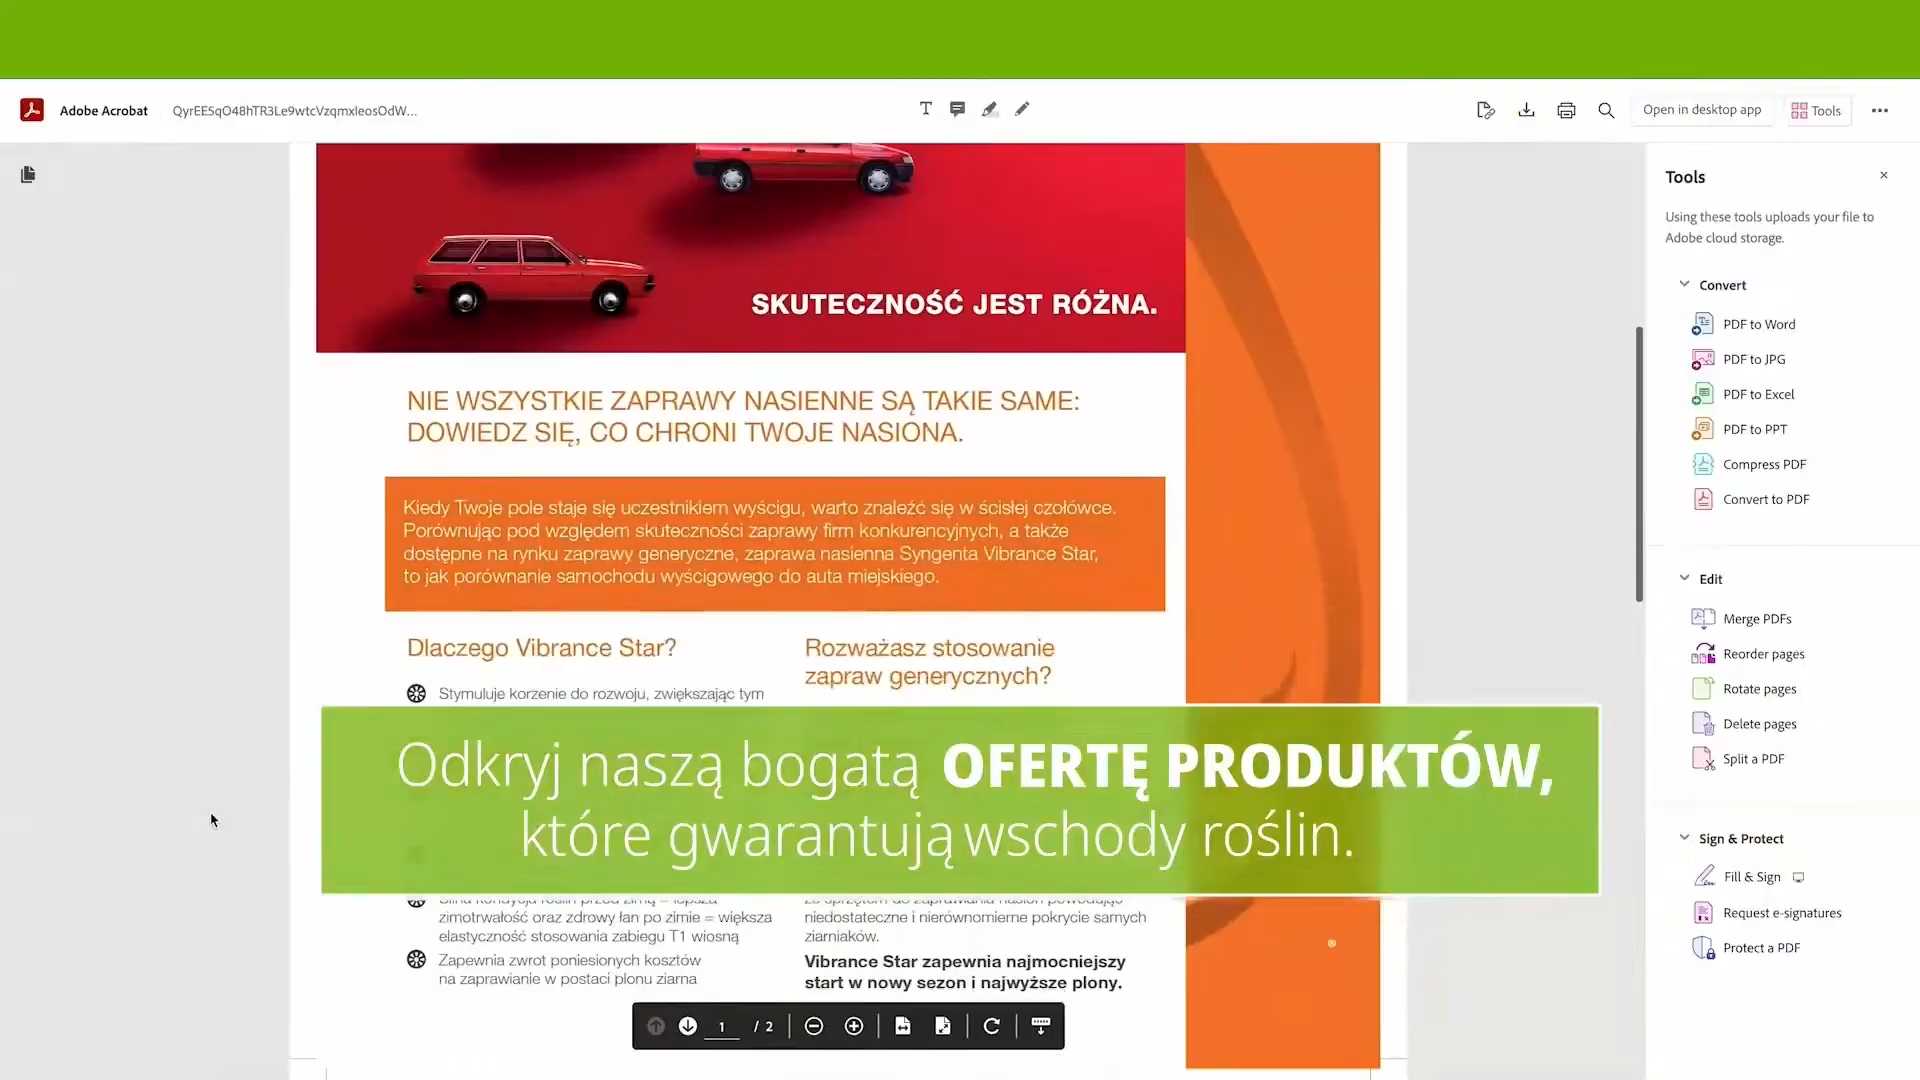 Adobe Acrobat
QyrEE5qO48hTR3Le9wtcVzqmxleosOdW...
Open in desktop app
Tools
SKUTECZNOŚĆ JEST RÓŻNA.
NIE WSZYSTKIE ZAPRAWY NASIENNE SĄ TAKIE SAME:
DOWIEDZ SIĘ, CO CHRONI TWOJE NASIONA.
Kiedy Twoje pole staje się uczestnikiem wyścigu, warto znaleźć się w ścisłej czołówce.
Porównując pod względem skuteczności zaprawy firm konkurencyjnych, a także
dostępne na rynku zaprawy generyczne, zaprawa nasienna Syngenta Vibrance Star,
to jak porównanie samochodu wyścigowego do auta miejskiego.
Dlaczego Vibrance Star?
Stymuluje korzenie do rozwoju, zwiększając tym
Rozważasz stosowanie
zapraw generycznych?
Odkryj naszą bogatą OFERTĘ PRODUKTÓW,
które gwarantują wschody roślin.
zimotrwałość oraz zdrowy łan po zimie = większa
elastyczność stosowania zabiegu T1 wiosną
Zapewnia zwrot poniesionych kosztów
na zaprawianie w postaci plonu ziarna
niedostateczne i nierównomierne pokrycie samych
ziarniaków.
Vibrance Star zapewnia najmocniejszy
start w nowy sezon i najwyższe plony.
1 / 2
Tools
Using these tools uploads your file to
Adobe cloud storage.
Convert
PDF to Word
PDF to JPG
PDF to Excel
PDF to PPT
Compress PDF
Convert to PDF
Edit
Merge PDFs
Reorder pages
Rotate pages
Delete pages
Split a PDF
Sign & Protect
Fill & Sign
Request e-signatures
Protect a PDF